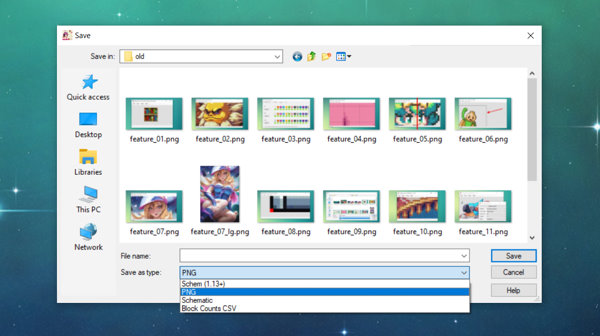 Save
Save in:
old
Quick access
Desktop
Libraries
This PC
Network
feature_01.png
feature_02.png
feature_03.png
feature_04.png
feature_05.png
feature_06.png
feature_07.png
feature_07_lg.png
feature_08.png
feature_09.png
feature_10.png
feature_11.png
File name:
Save
Save as type:
PNG
Cancel
Schem (1.13+)
PNG
Schematic
Block Counts CSV
Help